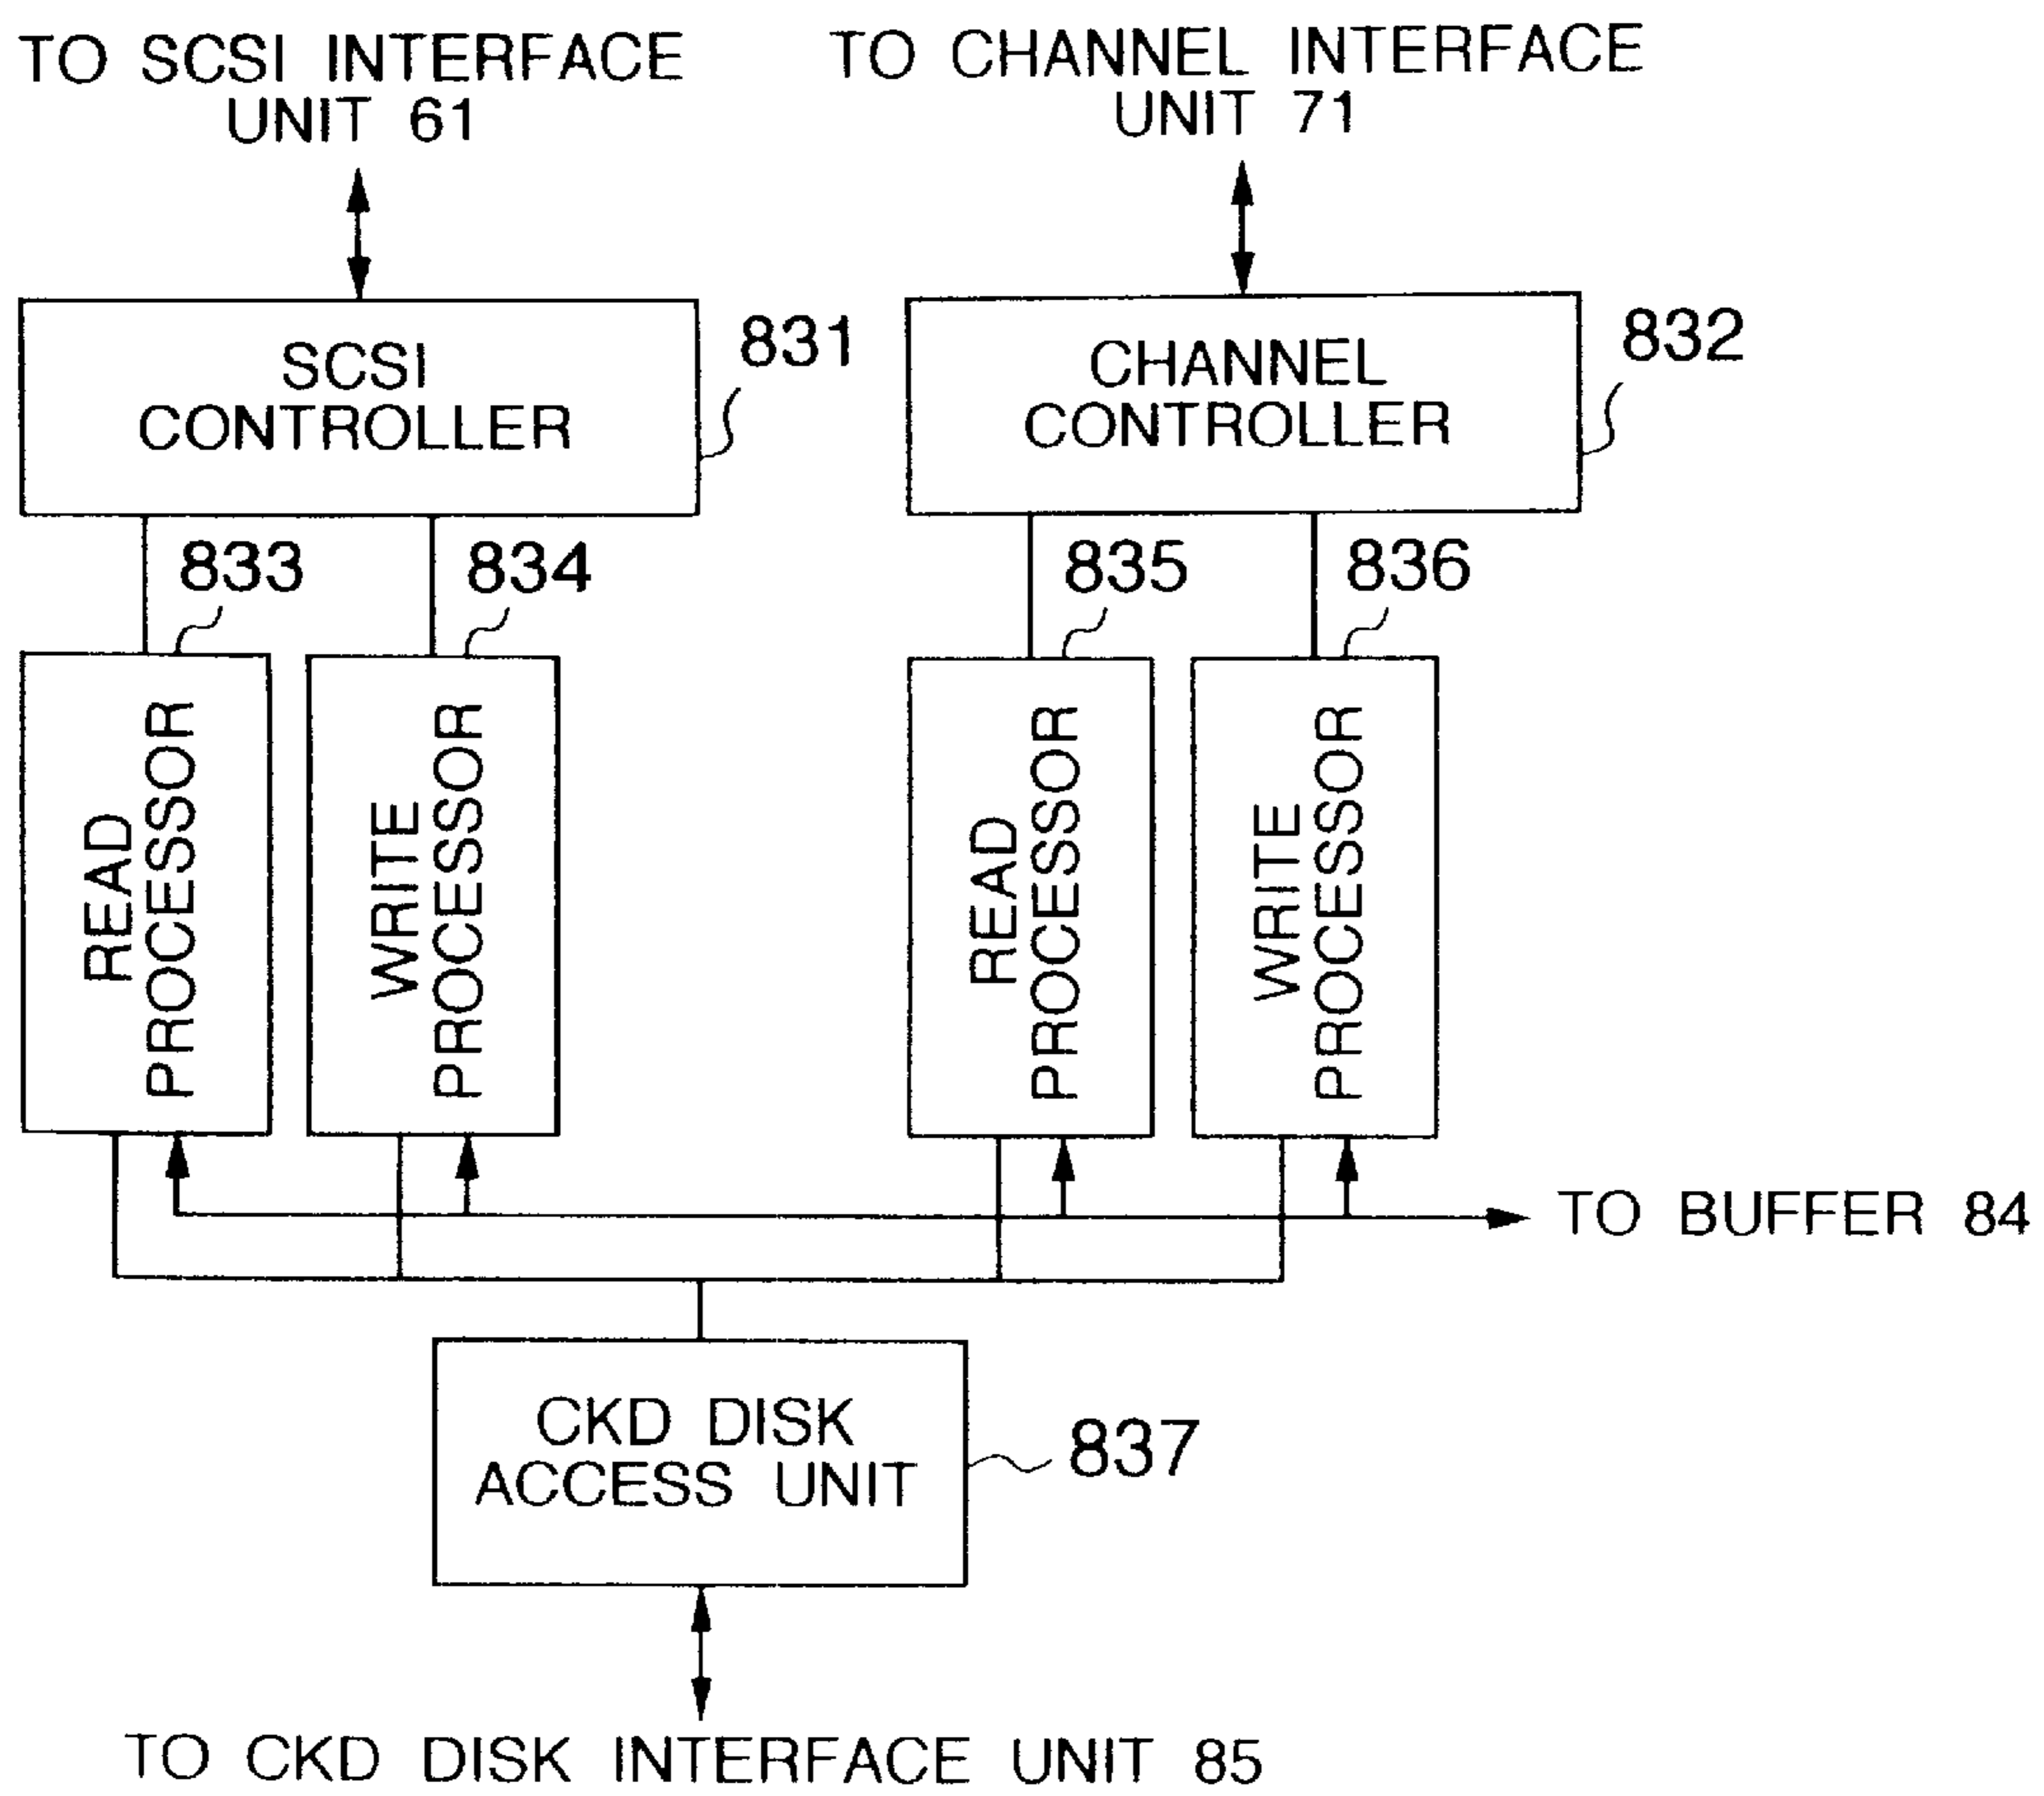 TO SCSI INTERFACE
UNIT 61
TO CHANNEL INTERFACE
UNIT 71
SCSI
CONTROLLER
831
CHANNEL
CONTROLLER
832
833
834
835
836
READ
PROCESSOR
WRITE
PROCESSOR
READ
PROCESSOR
WRITE
PROCESSOR
TO BUFFER 84
CKD DISK
ACCESS UNIT
837
TO CKD DISK INTERFACE UNIT 85